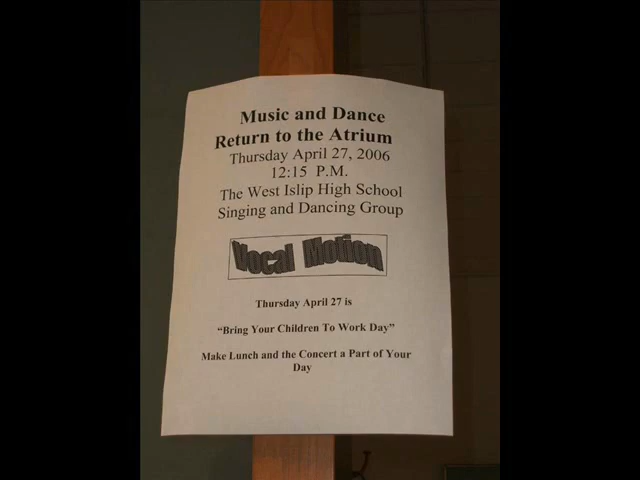 Music and Dance
Return to the Atrium
Thursday April 27, 2006
12:15 P.M.
The West Islip High School
Singing and Dancing Group
Vocal Motion
Thursday April 27 is
“Bring Your Children To Work Day”
Make Lunch and the Concert a Part of Your
Day